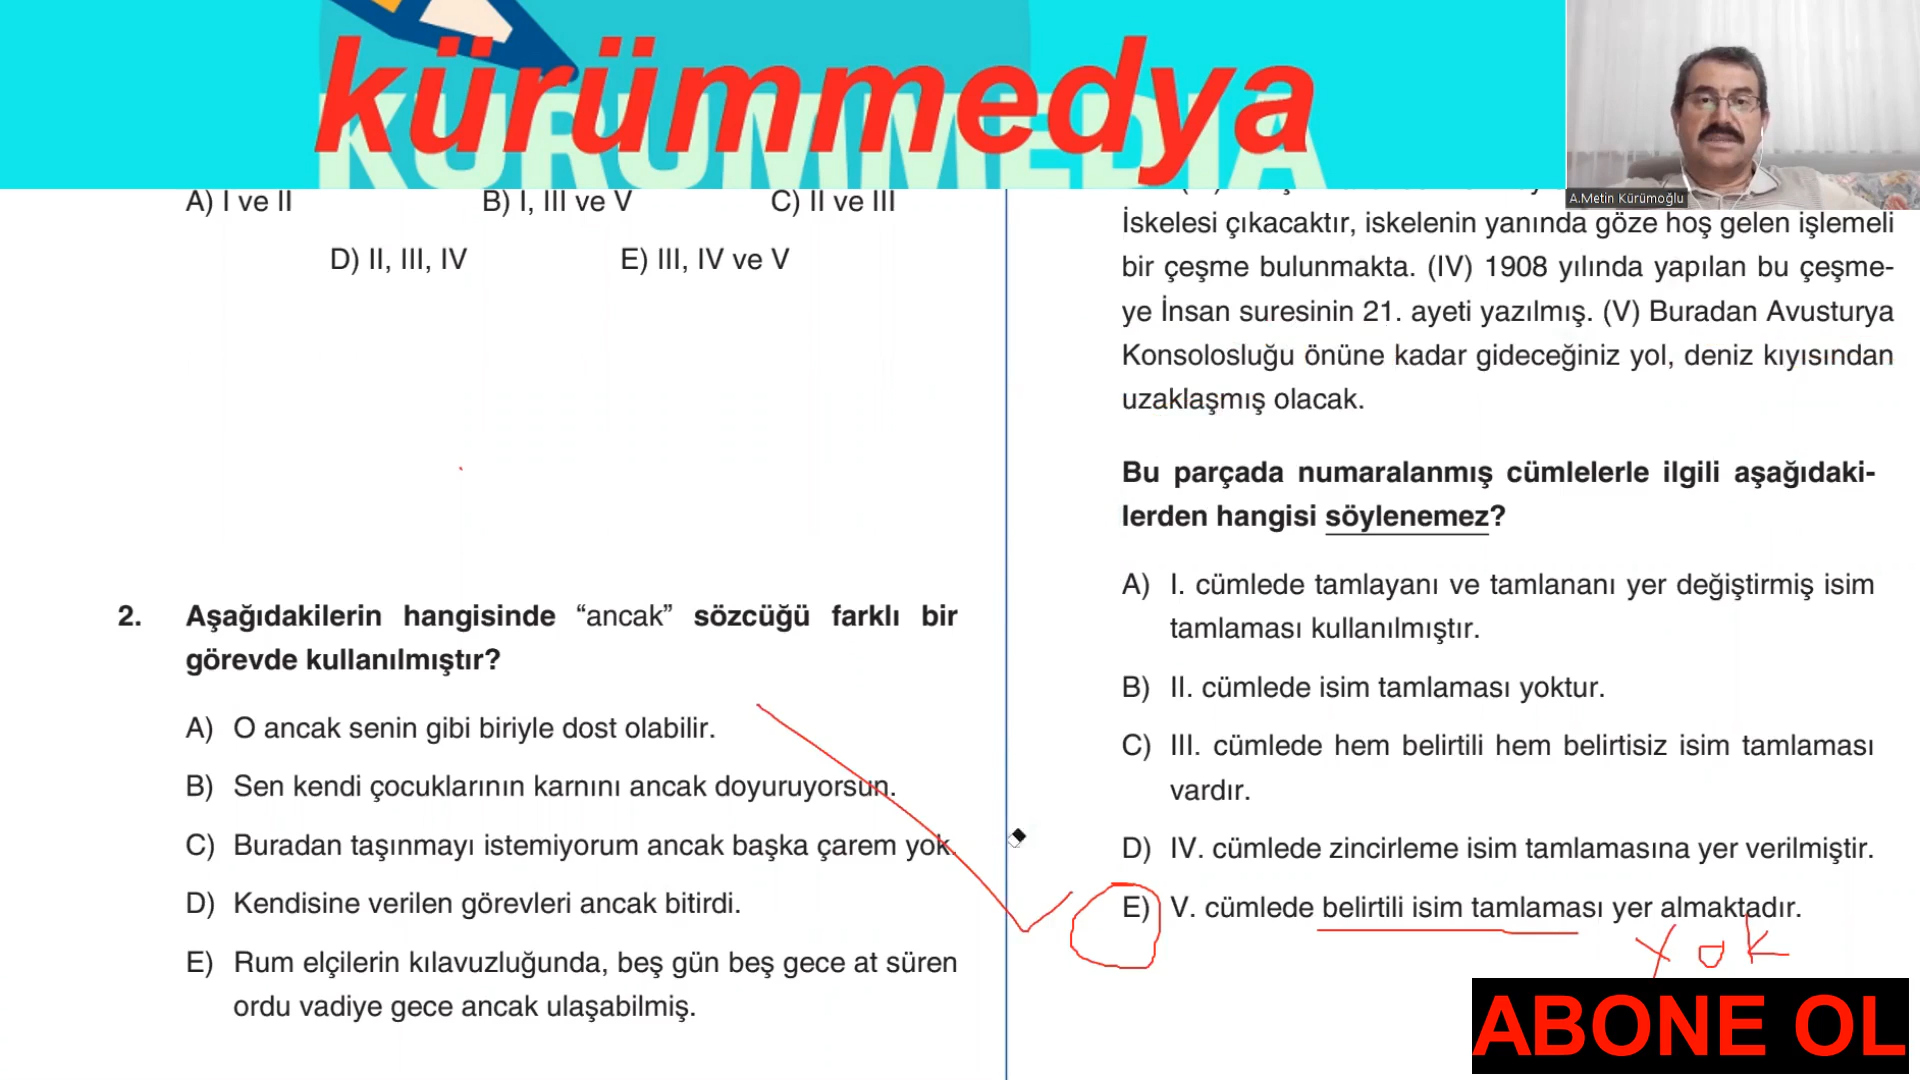 kürümmedya
KURUMMEDIA
A.Metin Kürümoğlu
A) I ve II B) I, III ve V C) II ve III
D) II, III, IV E) III, IV ve V
2. Aşağıdakilerin hangisinde “ancak” sözcüğü farklı bir
görevde kullanılmıştır?
A) O ancak senin gibi biriyle dost olabilir.
B) Sen kendi çocuklarının karnını ancak doyuruyorsun.
C) Buradan taşınmayı istemiyorum ancak başka çarem yok.
D) Kendisine verilen görevleri ancak bitirdi.
E) Rum elçilerin kılavuzluğunda, beş gün beş gece at süren
ordu vadiye gece ancak ulaşabilmiş.
İskelesi çıkacaktır, iskelenin yanında göze hoş gelen işlemeli
bir çeşme bulunmakta. (IV) 1908 yılında yapılan bu çeşme-
ye İnsan suresinin 21. ayeti yazılmış. (V) Buradan Avusturya
Konsolosluğu önüne kadar gideceğiniz yol, deniz kıyısından
uzaklaşmış olacak.
Bu parçada numaralanmış cümlelerle ilgili aşağıdaki-
lerden hangisi söylenemez?
A) I. cümlede tamlayanı ve tamlananı yer değiştirmiş isim
tamlaması kullanılmıştır.
B) II. cümlede isim tamlaması yoktur.
C) III. cümlede hem belirtili hem belirtisiz isim tamlaması
vardır.
D) IV. cümlede zincirleme isim tamlamasına yer verilmiştir.
E) V. cümlede belirtili isim tamlaması yer almaktadır.
Yok
ABONE OL